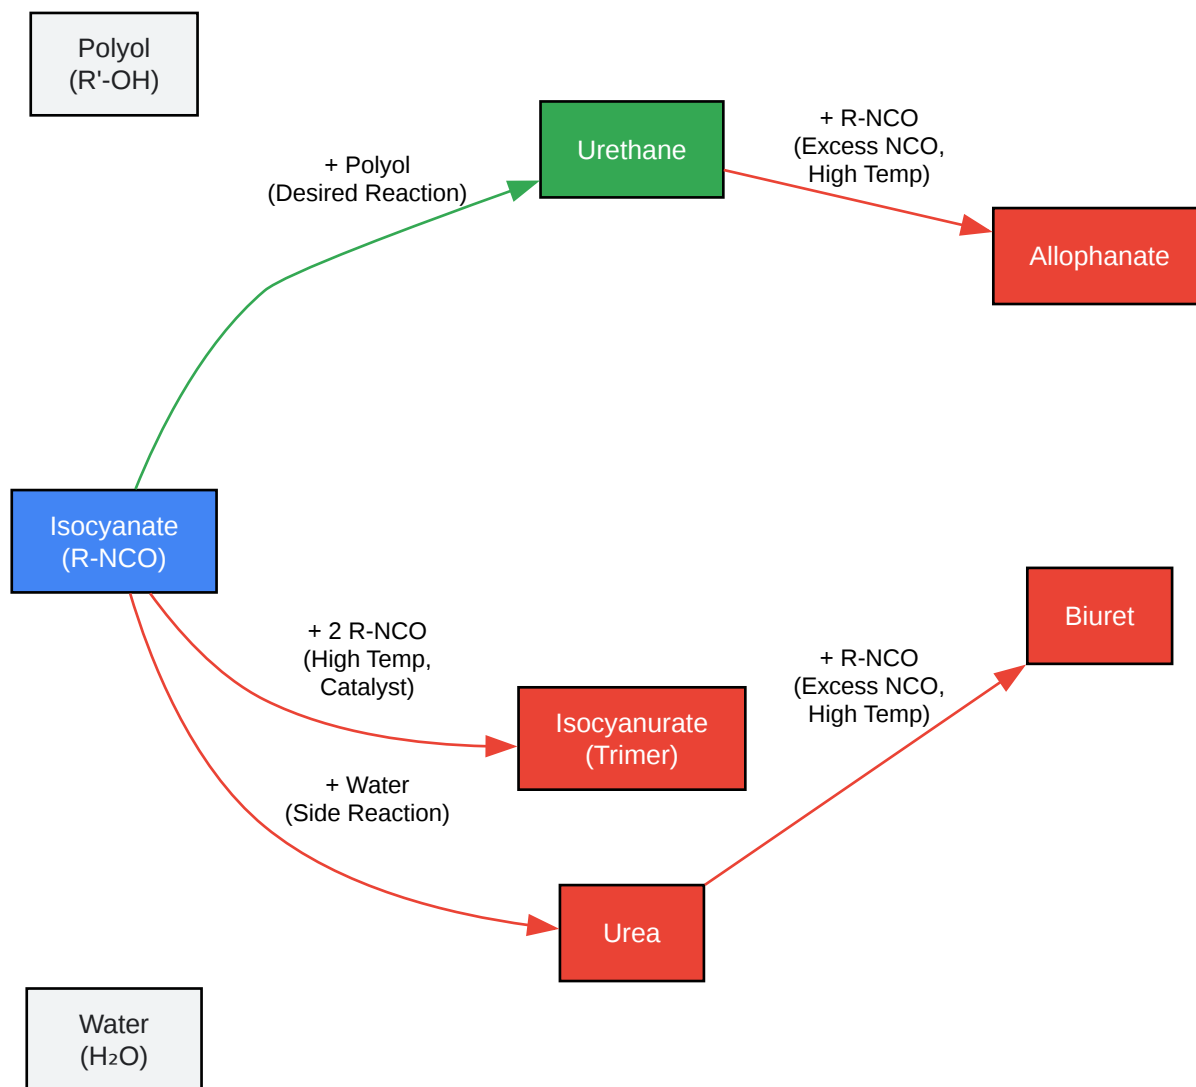 Polyol
(R'-OH)
+ Polyol
(Desired Reaction)
Urethane
+ R-NCO
(Excess NCO,
High Temp)
Allophanate
Isocyanate
(R-NCO)
+ 2 R-NCO
(High Temp,
Catalyst)
Isocyanurate
(Trimer)
+ R-NCO
(Excess NCO,
High Temp)
Biuret
+ Water
(Side Reaction)
Urea
Water
(H₂O)